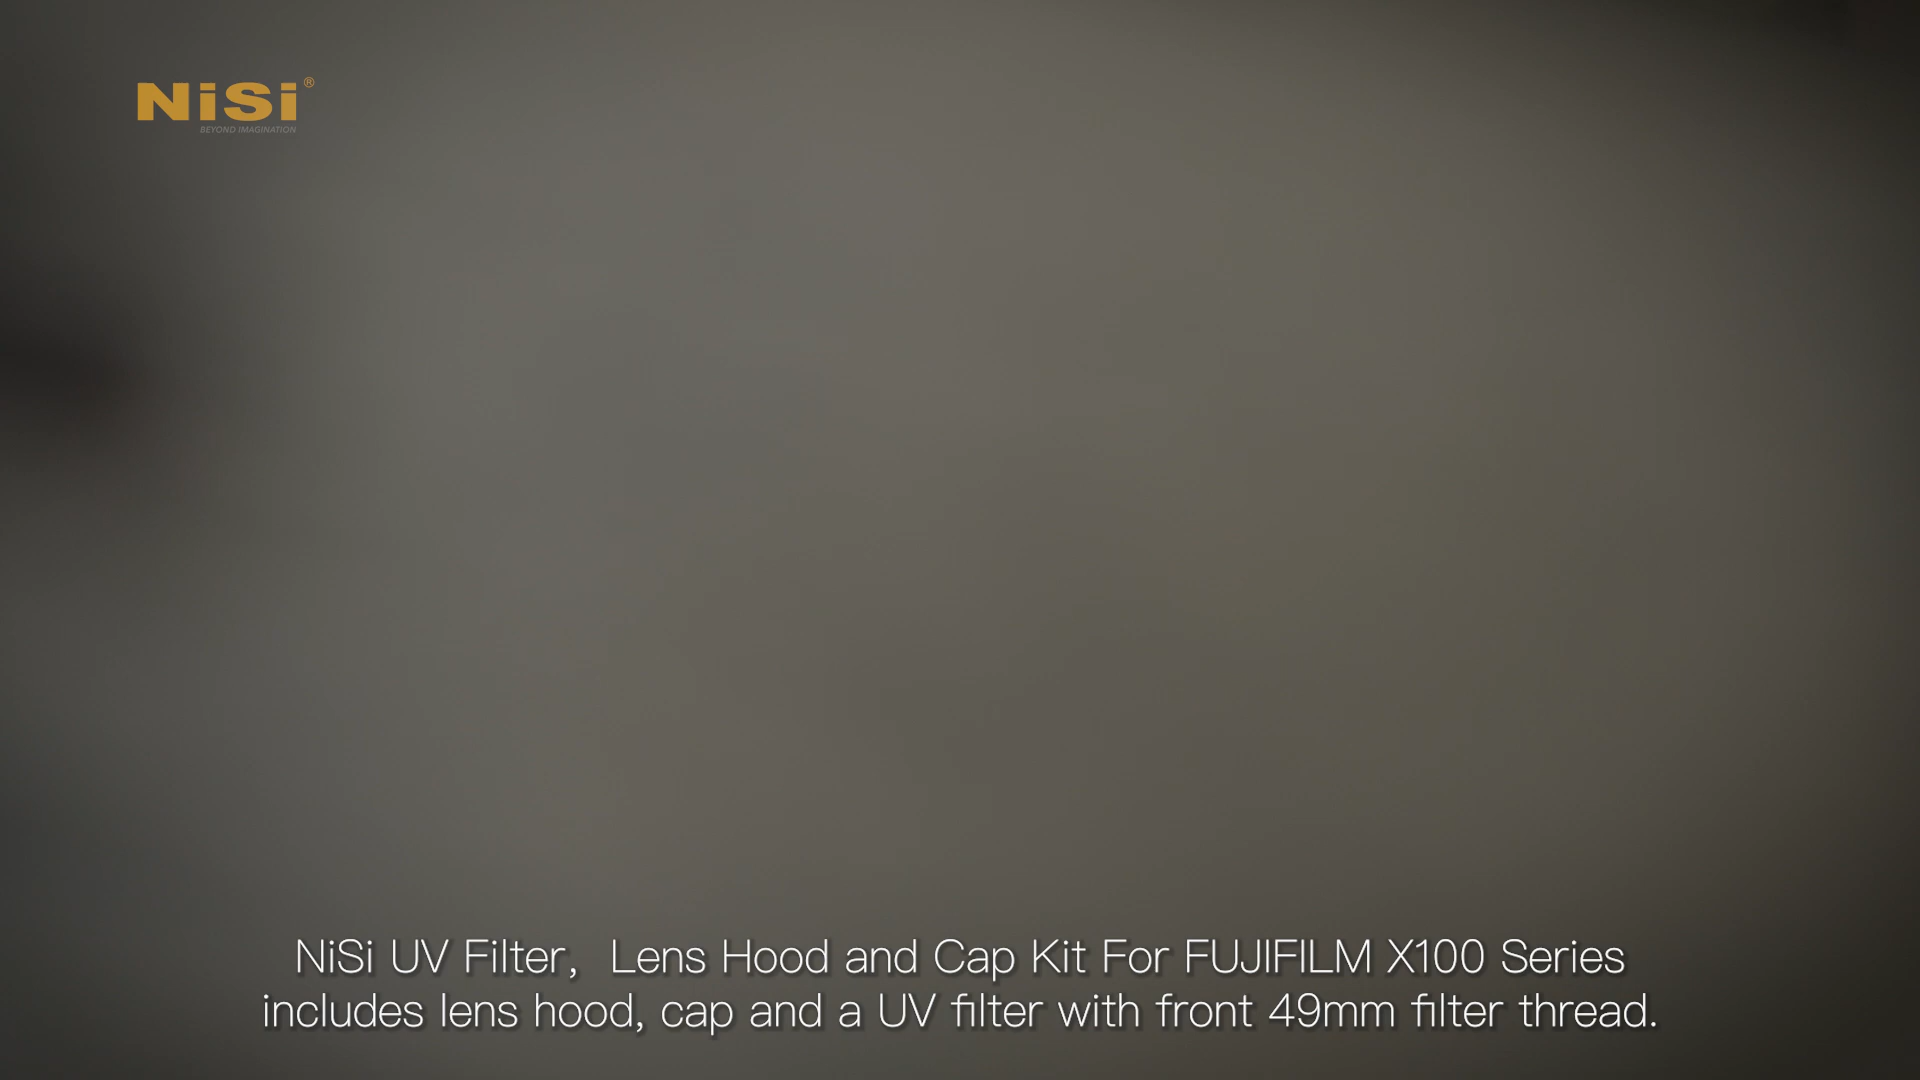 NiSi®
BEYOND IMAGINATION
NiSi UV Filter, Lens Hood and Cap Kit For FUJIFILM X100 Series
includes lens hood, cap and a UV filter with front 49mm filter thread.